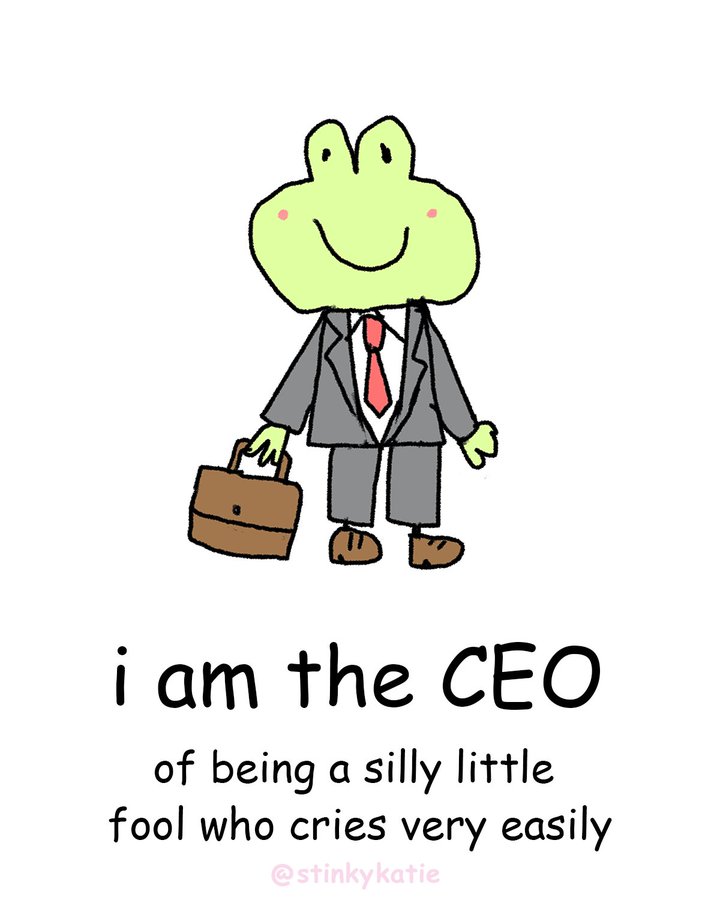 i am the CEO
of being a silly little
fool who cries very easily
@stinkykatie